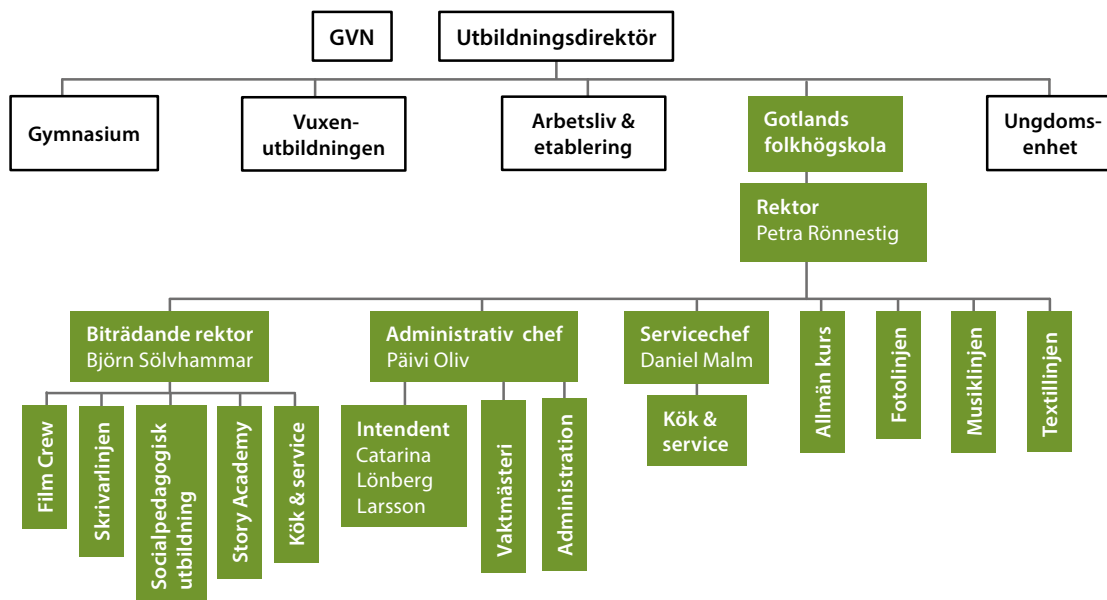 GVN
Utbildningsdirektör
Gymnasium
Vuxen-
utbildningen
Arbetsliv &
etablering
Gotlands
folkhögskola
Ungdoms-
enhet
Rektor
Petra Rönnestig
Biträdande rektor
Björn Sölvhammar
Administrativ chef
Päivi Oliv
Servicechef
Daniel Malm
Allmän kurs
Fotolinjen
Musiklinjen
Textillinjen
Film Crew
Skrivarlinjen
Socialpedagogisk
utbildning
Story Academy
Kök & service
Intendent
Catarina
Lönberg
Larsson
Vaktmästeri
Administration
Kök &
service